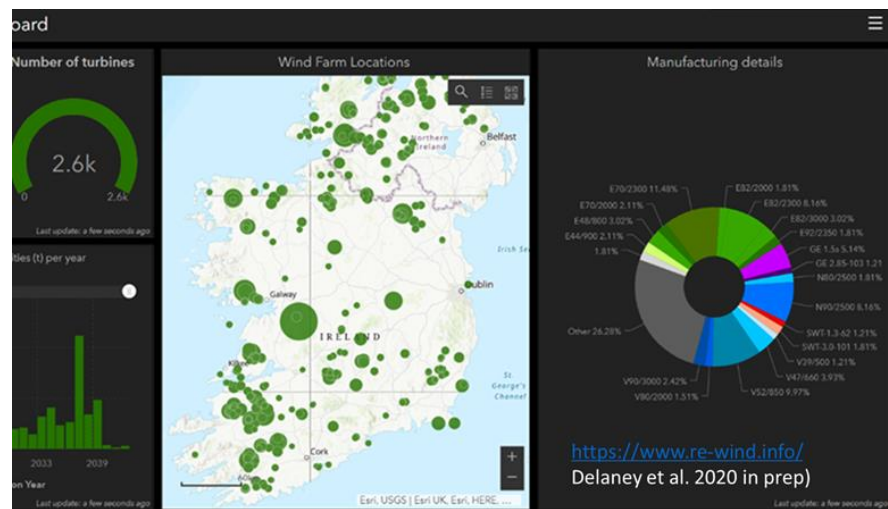 oard
Number of turbines
2.6k
0
2.6k
Last update: a few seconds ago
ities (t) per year
2033
2039
on Year
Last update: a few seconds ago
Wind Farm Locations
Northern
Ireland
Belfast
Irish Se
Dublin
Galway
IRELAND
St.
George's
Channel
Cork
60k
+
−
Esri, USGS | Esri UK, Esri, HERE, ...
Manufacturing details
E70/2300 11.48%
E70/2000 2.11%
E48/800 3.02%
E44/900 2.11%
1.81%
Other 26.28%
V90/3000 2.42%
V80/2000 1.51%
E82/2000 1.81%
E82/2300 8.16%
E82/3000 3.02%
E92/2350 1.81%
GE 1.5s 5.14%
GE 2.85-103 1.21
N80/2500 1.81%
N90/2500 8.16%
SWT-1.3-62 1.21%
SWT-3.0-101 1.81%
V39/500 1.21%
V47/660 3.93%
V52/850 9.97%
https://www.re-wind.info/
Delaney et al. 2020 in prep)
Last update: a few seconds ago